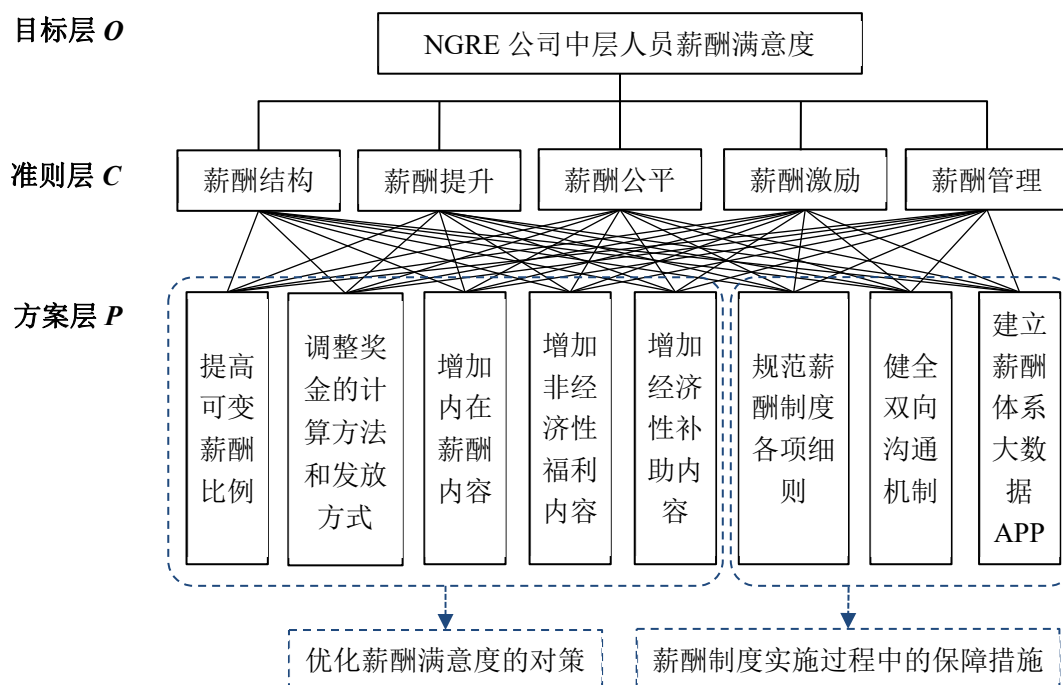 目标层 O
NGRE 公司中层人员薪酬满意度
准则层 C
薪酬结构
薪酬提升
薪酬公平
薪酬激励
薪酬管理
方案层 P
提高
可变
薪酬
比例
调整奖
金的计
算方法
和发放
方式
增加
内在
薪酬
内容
增加
非经
济性
福利
内容
增加
经济
性补
助内
容
规范薪
酬制度
各项细
则
健全
双向
沟通
机制
建立
薪酬
体系
大数
据
APP
优化薪酬满意度的对策
薪酬制度实施过程中的保障措施